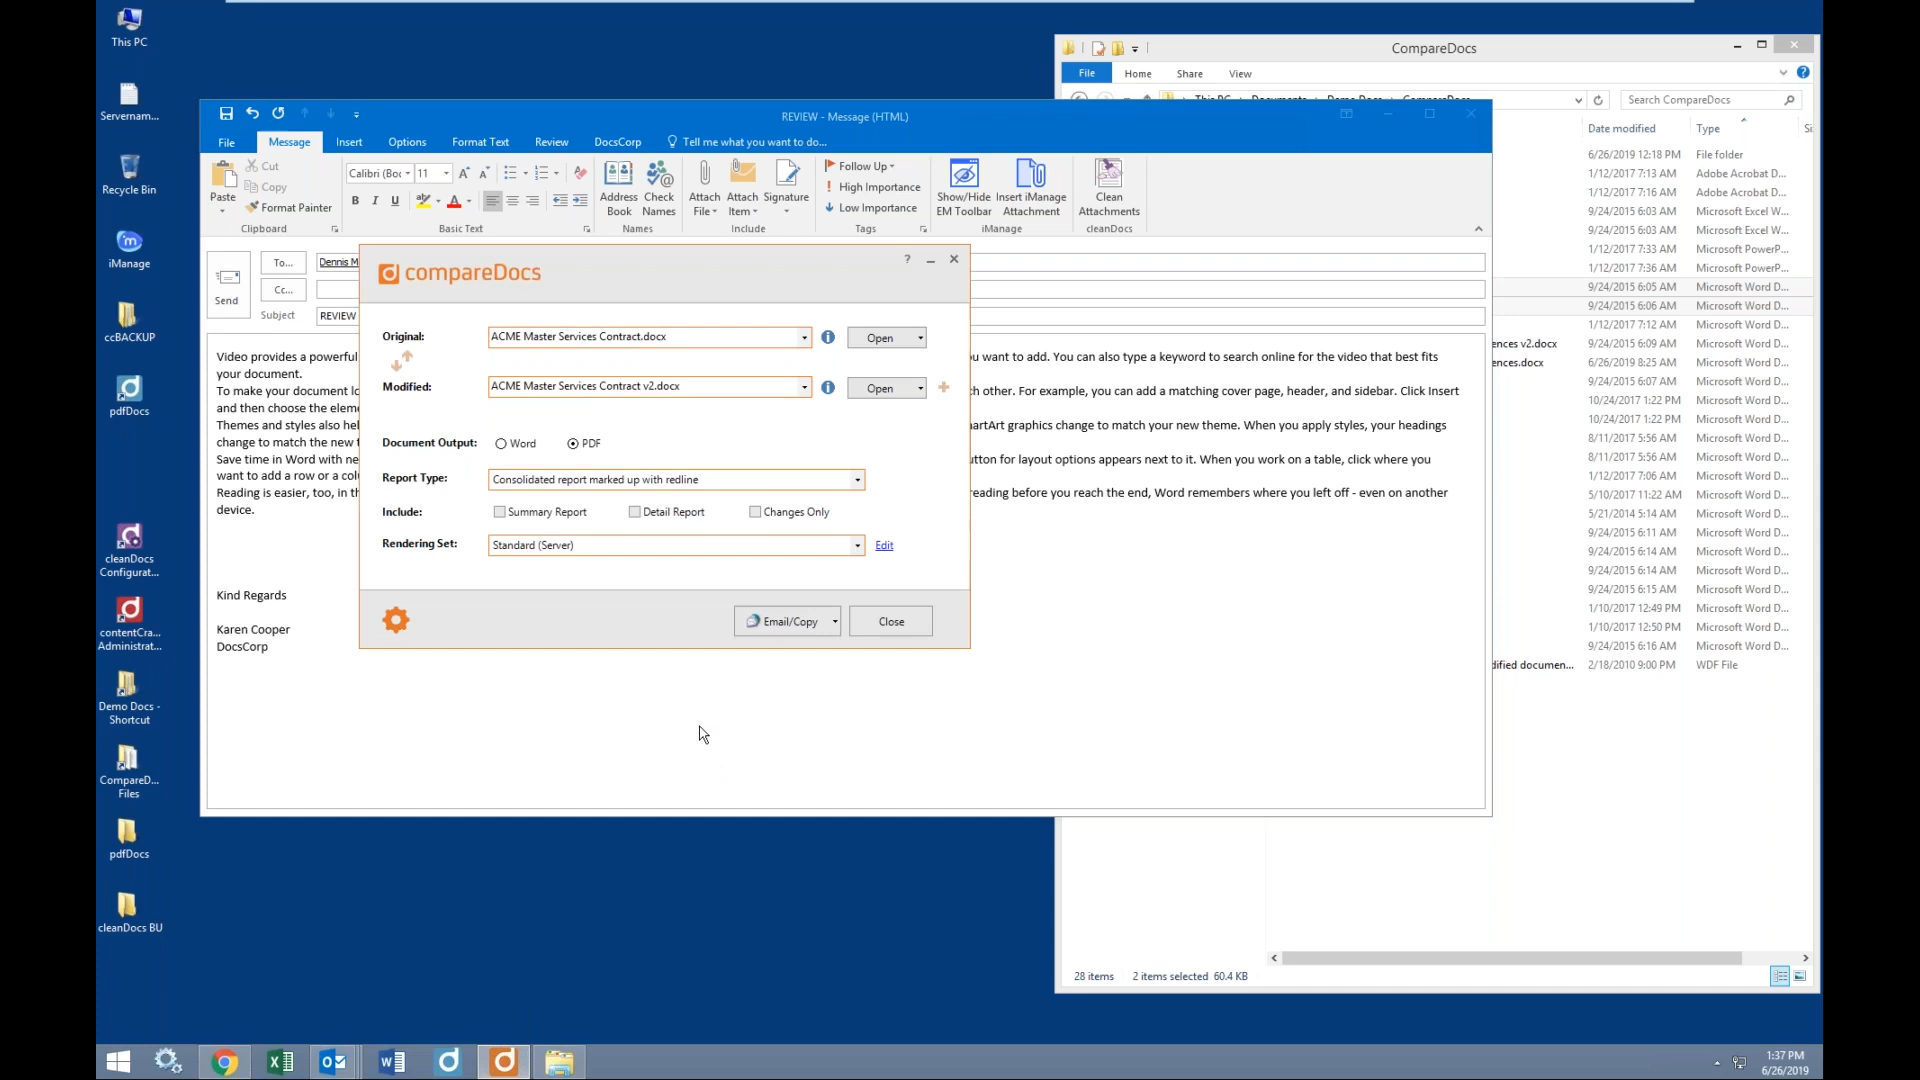 This PC
Servernam...
Recycle Bin
iManage
ccBACKUP
pdfDocs
cleanDocs
Configurat...
contentCra...
Administrat...
Demo Docs -
Shortcut
CompareD...
Files
pdfDocs
cleanDocs BU
CompareDocs
File Home Share View
This PC Documents Demo Docs CompareDocs
Search CompareDocs
Date modified Type
6/26/2019 12:18 PM File folder
1/12/2017 7:13 AM Adobe Acrobat D...
1/12/2017 7:16 AM Adobe Acrobat D...
9/24/2015 6:03 AM Microsoft Excel W...
9/24/2015 6:03 AM Microsoft Excel W...
1/12/2017 7:33 AM Microsoft PowerP...
1/12/2017 7:36 AM Microsoft PowerP...
9/24/2015 6:05 AM Microsoft Word D...
9/24/2015 6:06 AM Microsoft Word D...
1/12/2017 7:12 AM Microsoft Word D...
ences v2.docx 9/24/2015 6:09 AM Microsoft Word D...
ences.docx 6/26/2019 8:25 AM Microsoft Word D...
9/24/2015 6:07 AM Microsoft Word D...
10/24/2017 1:22 PM Microsoft Word D...
10/24/2017 1:22 PM Microsoft Word D...
8/11/2017 5:56 AM Microsoft Word D...
8/11/2017 5:56 AM Microsoft Word D...
1/12/2017 7:06 AM Microsoft Word D...
5/10/2017 11:22 AM Microsoft Word D...
5/21/2014 5:14 AM Microsoft Word D...
9/24/2015 6:11 AM Microsoft Word D...
9/24/2015 6:14 AM Microsoft Word D...
9/24/2015 6:14 AM Microsoft Word D...
9/24/2015 6:15 AM Microsoft Word D...
1/10/2017 12:49 PM Microsoft Word D...
1/10/2017 12:50 PM Microsoft Word D...
9/24/2015 6:16 AM Microsoft Word D...
dified documen... 2/18/2010 9:00 PM WDF File
28 items 2 items selected 60.4 KB
REVIEW - Message (HTML)
File Message Insert Options Format Text Review DocsCorp Tell me what you want to do...
Paste
Cut
Copy
Format Painter
Clipboard
Calibri (Boc 11
B I U
Basic Text
Address
Book
Check
Names
Names
Attach
File
Attach
Item
Signature
Include
Follow Up
High Importance
Low Importance
Tags
Show/Hide
EM Toolbar
Insert iManage
Attachment
iManage
Clean
Attachments
cleanDocs
Send
To... Dennis M
Cc...
Subject REVIEW
Video provides a powerful u want to add. You can also type a keyword to search online for the video that best fits
your document.
To make your document lo ch other. For example, you can add a matching cover page, header, and sidebar. Click Insert
and then choose the eleme
Themes and styles also hel martArt graphics change to match your new theme. When you apply styles, your headings
change to match the new t
Save time in Word with ne utton for layout options appears next to it. When you work on a table, click where you
want to add a row or a colu
Reading is easier, too, in th reading before you reach the end, Word remembers where you left off - even on another
device.
Kind Regards
Karen Cooper
DocsCorp
compareDocs
?
Original: ACME Master Services Contract.docx Open
Modified: ACME Master Services Contract v2.docx Open
Document Output: Word PDF
Report Type: Consolidated report marked up with redline
Include: Summary Report Detail Report Changes Only
Rendering Set: Standard (Server) Edit
Email/Copy Close
1:37 PM
6/26/2019